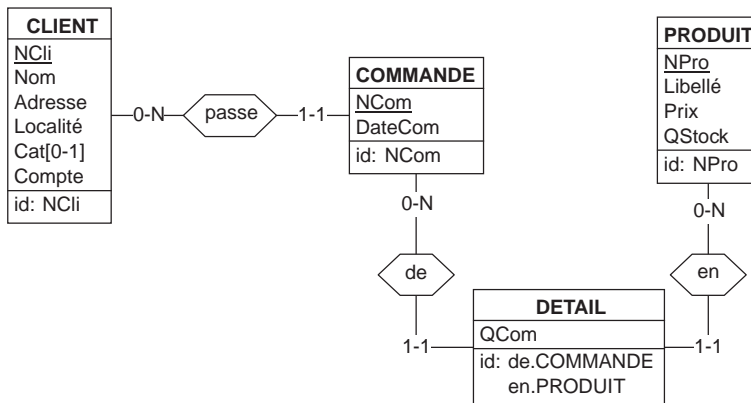 CLIENT
NCli
Nom
Adresse
Localité
Cat[0-1]
Compte
id: NCli
0-N
passe
1-1
COMMANDE
NCom
DateCom
id: NCom
PRODUIT
NPro
Libellé
Prix
QStock
id: NPro
0-N
de
1-1
0-N
en
1-1
DETAIL
QCom
id: de.COMMANDE
en.PRODUIT